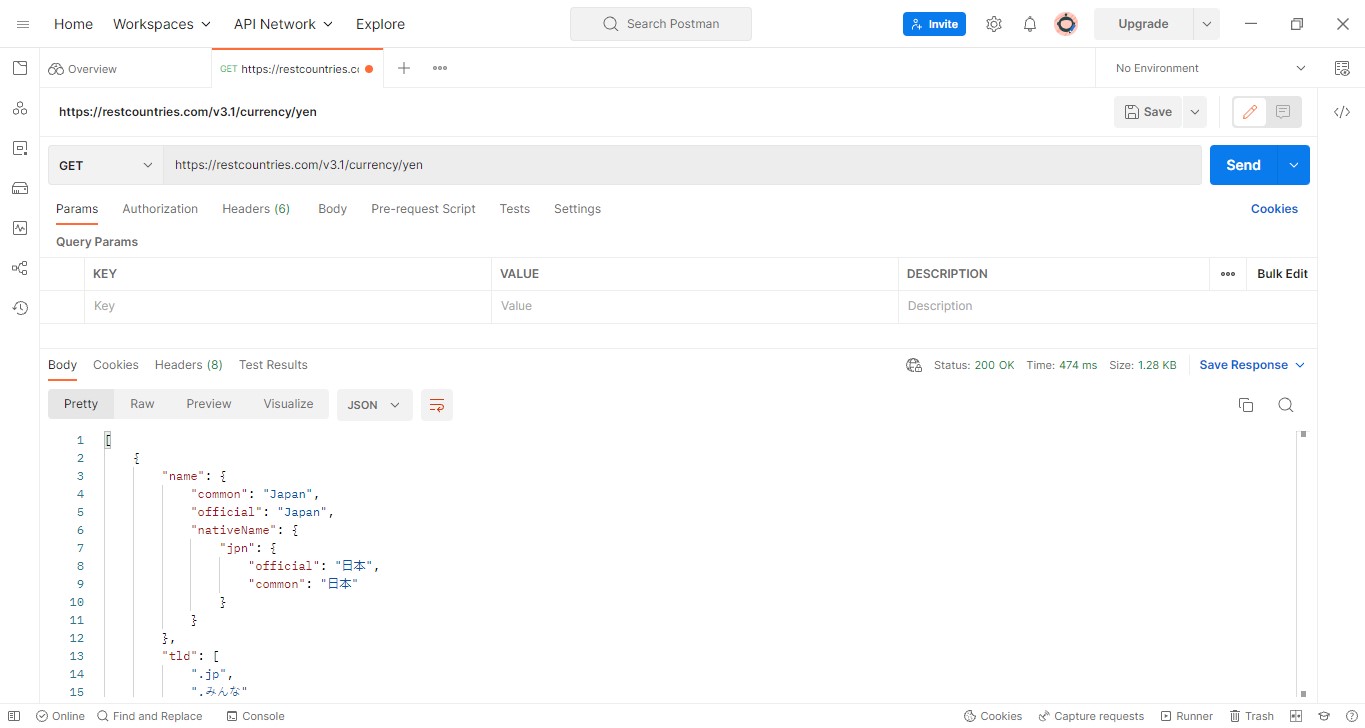 Home Workspaces API Network Explore Search Postman Invite Upgrade
Overview GET https://restcountries.cc No Environment
https://restcountries.com/v3.1/currency/yen Save
GET https://restcountries.com/v3.1/currency/yen Send
Params Authorization Headers (6) Body Pre-request Script Tests Settings Cookies
Query Params
KEY VALUE DESCRIPTION Bulk Edit
Key Value Description
Body Cookies Headers (8) Test Results Status: 200 OK Time: 474 ms Size: 1.28 KB Save Response
Pretty Raw Preview Visualize JSON
1 [
2 {
3 "name": {
4 "common": "Japan",
5 "official": "Japan",
6 "nativeName": {
7 "jpn": {
8 "official": "日本",
9 "common": "日本"
10 }
11 }
12 },
13 "tld": [
14 ".jp",
15 ".みんな"
Online Find and Replace Console Cookies Capture requests Runner Trash